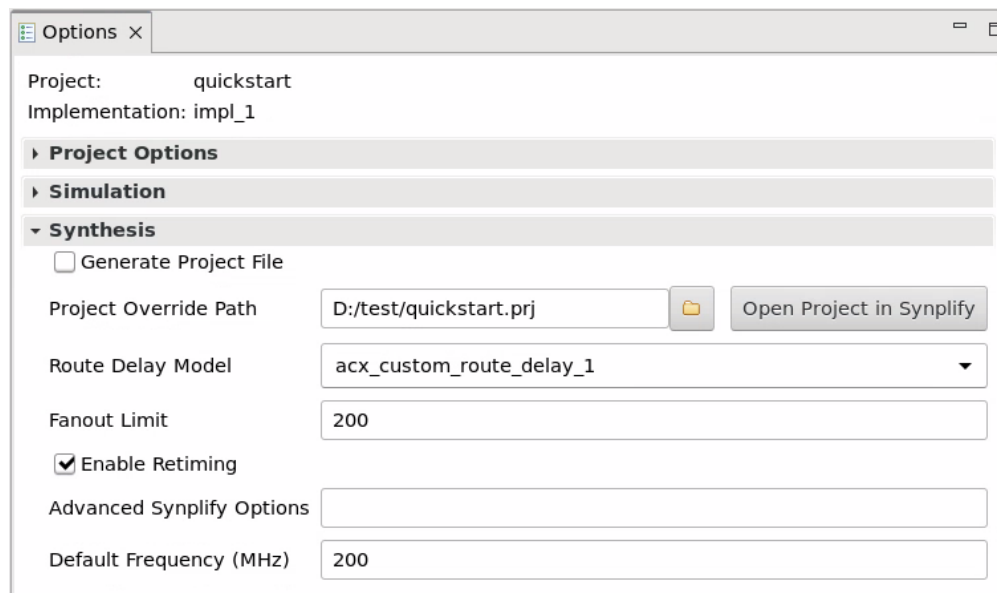 Options
Project: quickstart
Implementation: impl_1
Project Options
Simulation
Synthesis
Generate Project File
Project Override Path D:/test/quickstart.prj Open Project in Synplify
Route Delay Model acx_custom_route_delay_1
Fanout Limit 200
Enable Retiming
Advanced Synplify Options
Default Frequency (MHz) 200